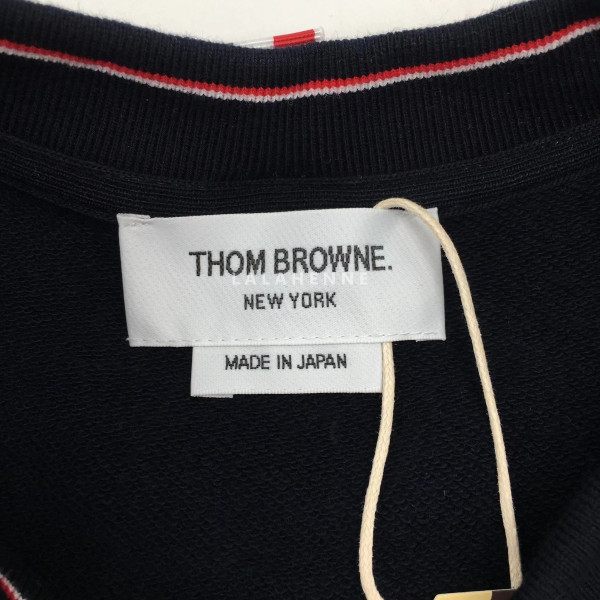 THOM BROWNE.
LALAHENNE
NEW YORK
MADE IN JAPAN